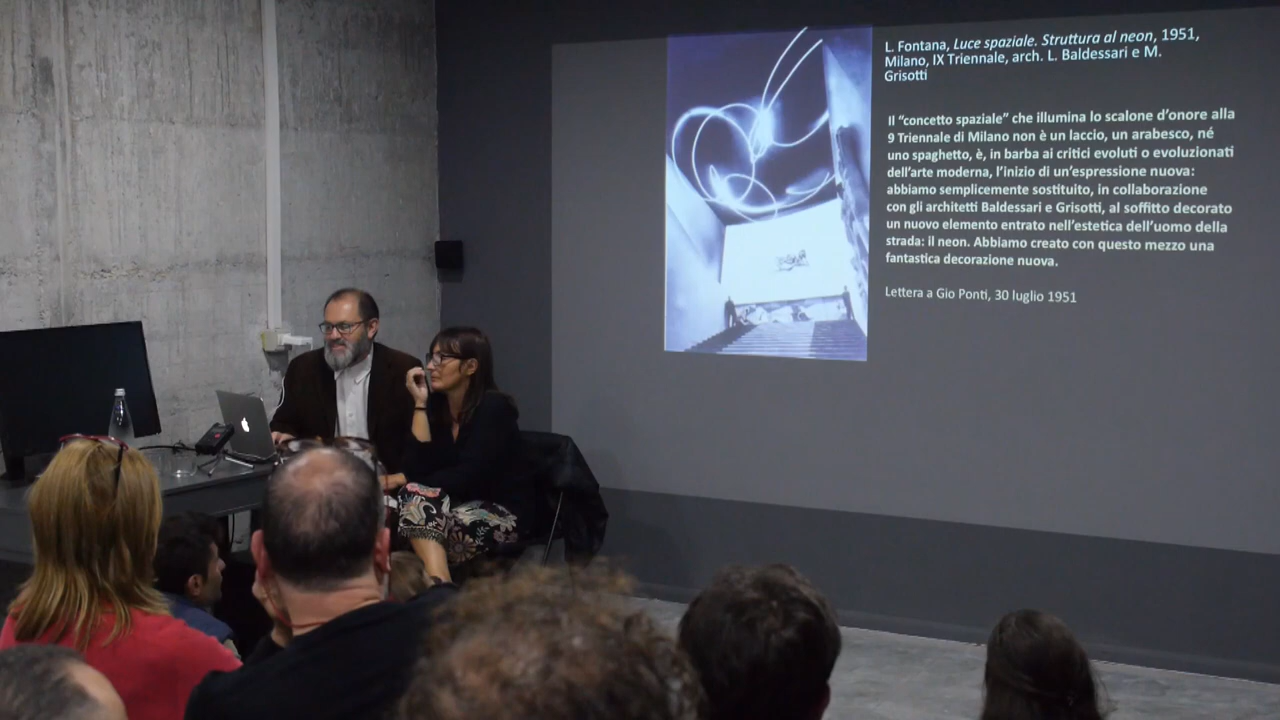 L. Fontana, Luce spaziale. Struttura al neon, 1951,
Milano, IX Triennale, arch. L. Baldessari e M.
Grisotti
Il “concetto spaziale” che illumina lo scalone d’onore alla
9 Triennale di Milano non è un laccio, un arabesco, né
uno spaghetto, è, in barba ai critici evoluti o evoluzionati
dell’arte moderna, l’inizio di un’espressione nuova:
abbiamo semplicemente sostituito, in collaborazione
con gli architetti Baldessari e Grisotti, al soffitto decorato
un nuovo elemento entrato nell’estetica dell’uomo della
strada: il neon. Abbiamo creato con questo mezzo una
fantastica decorazione nuova.
Lettera a Gio Ponti, 30 luglio 1951